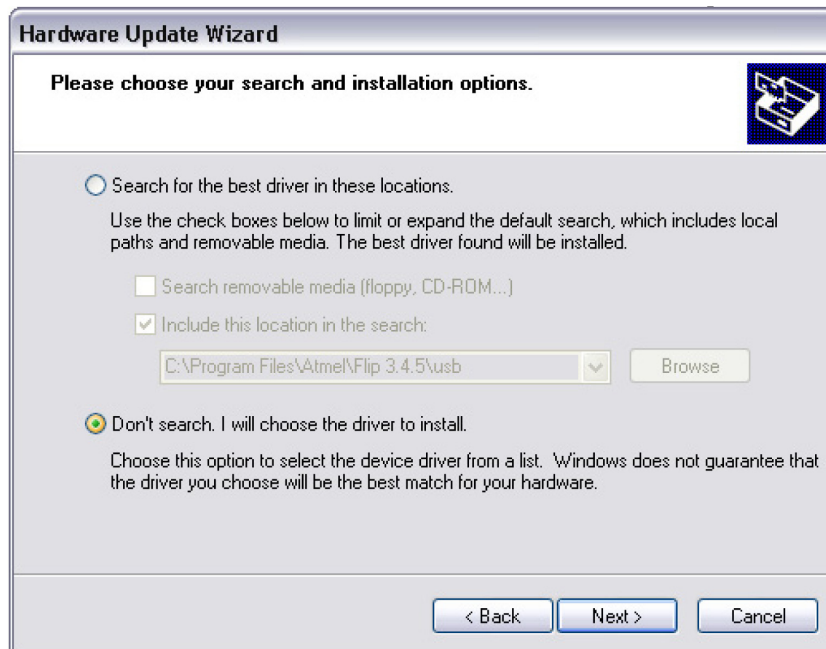 Hardware Update Wizard
Please choose your search and installation options.
Search for the best driver in these locations.
Use the check boxes below to limit or expand the default search, which includes local
paths and removable media. The best driver found will be installed.
Search removable media (floppy, CD-ROM...)
Include this location in the search:
C:\Program Files\Atmel\Flip 3.4.5\usb
Browse
Don't search. I will choose the driver to install.
Choose this option to select the device driver from a list. Windows does not guarantee that
the driver you choose will be the best match for your hardware.
< Back Next > Cancel